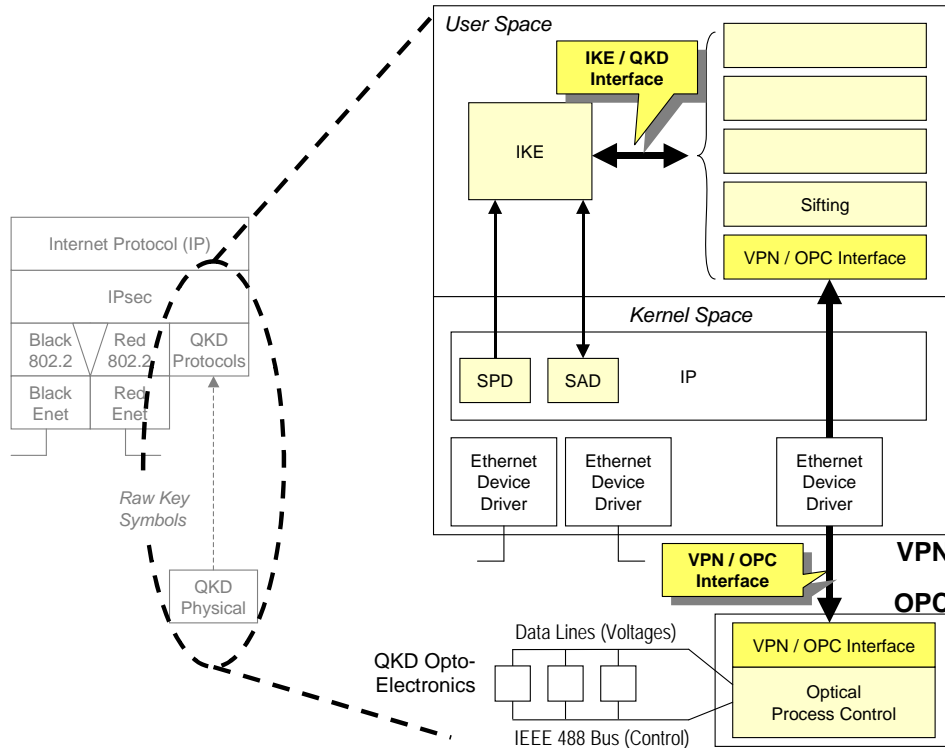 User Space
IKE / QKD
Interface
IKE
Sifting
VPN / OPC Interface
Internet Protocol (IP)
IPsec
Black
802.2
Red
802.2
QKD
Protocols
Black
Enet
Red
Enet
Raw Key
Symbols
QKD
Physical
Kernel Space
SPD
SAD
IP
Ethernet
Device
Driver
Ethernet
Device
Driver
Ethernet
Device
Driver
VPN
VPN / OPC
Interface
OPC
Data Lines (Voltages)
QKD Opto-
Electronics
IEEE 488 Bus (Control)
VPN / OPC Interface
Optical
Process Control